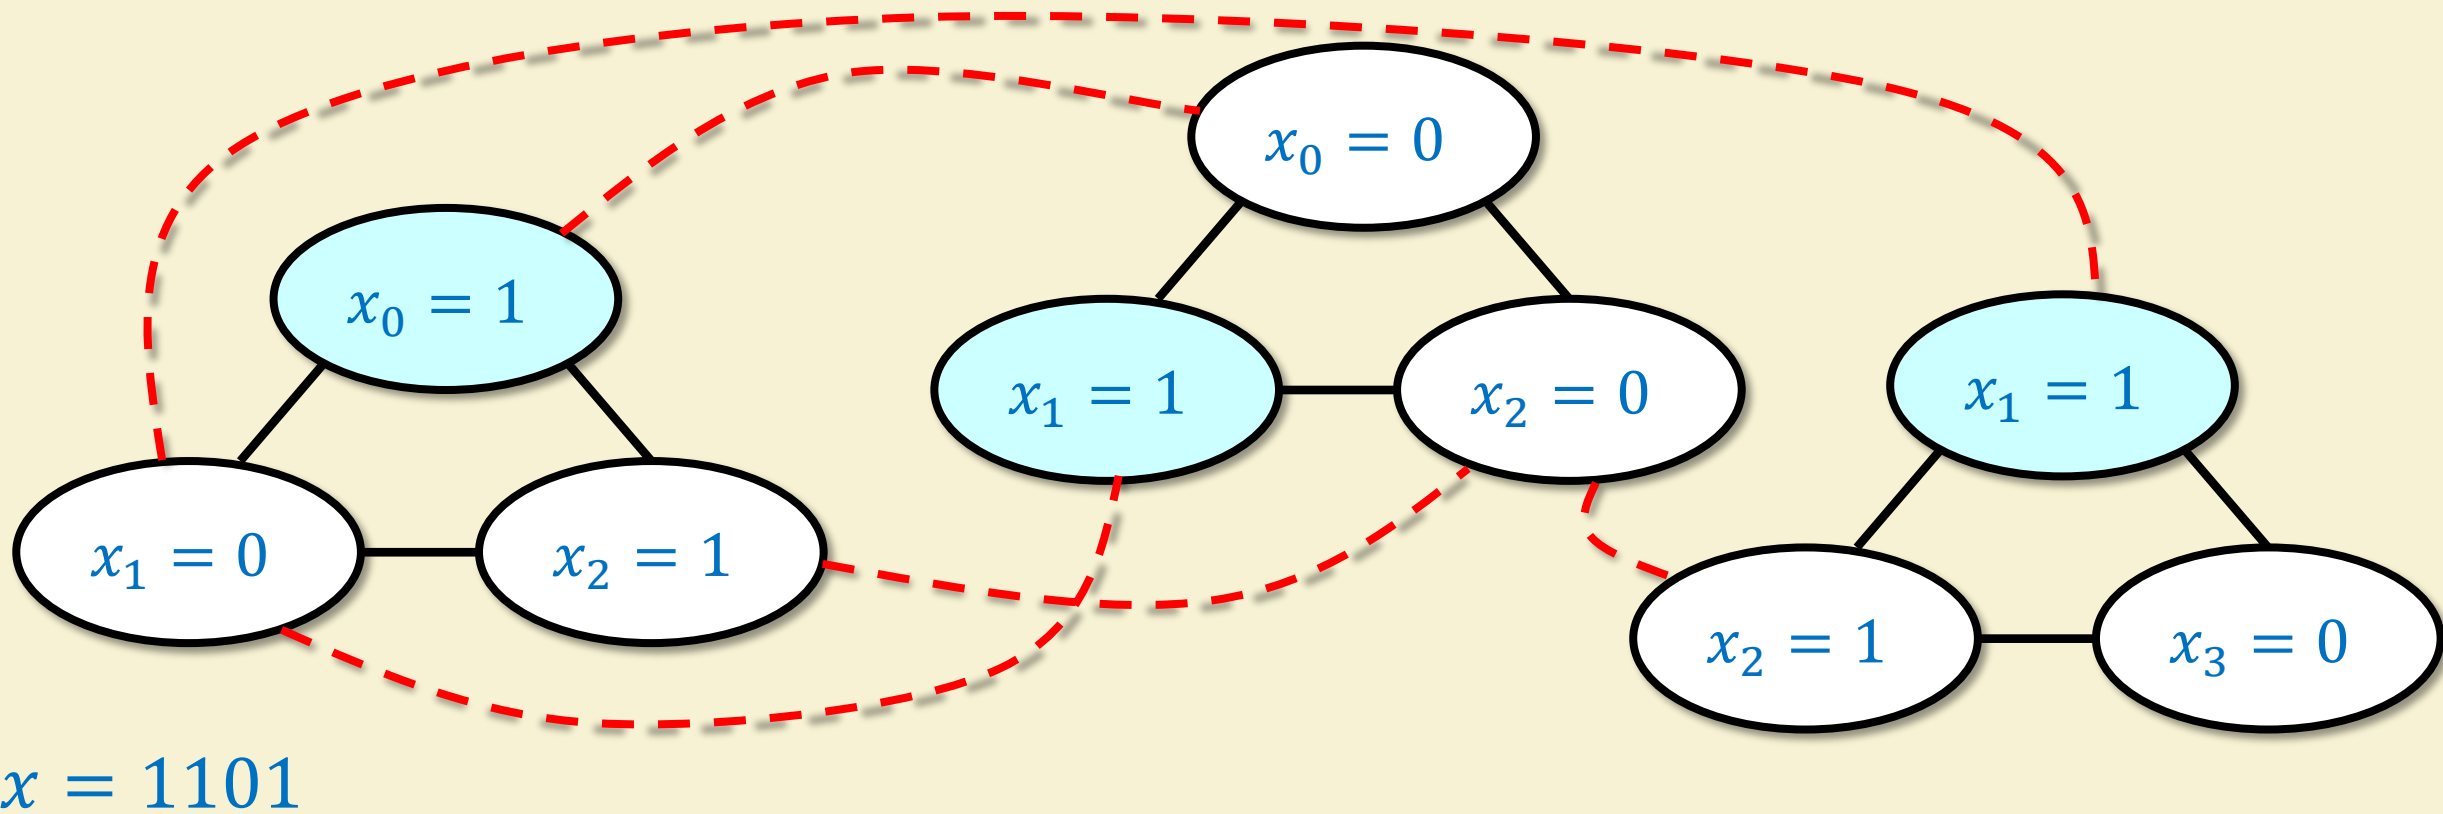 x₀ = 0
x₀ = 1
x₁ = 1
x₂ = 0
x₁ = 1
x₁ = 0
x₂ = 1
x₂ = 1
x₃ = 0
x = 1101